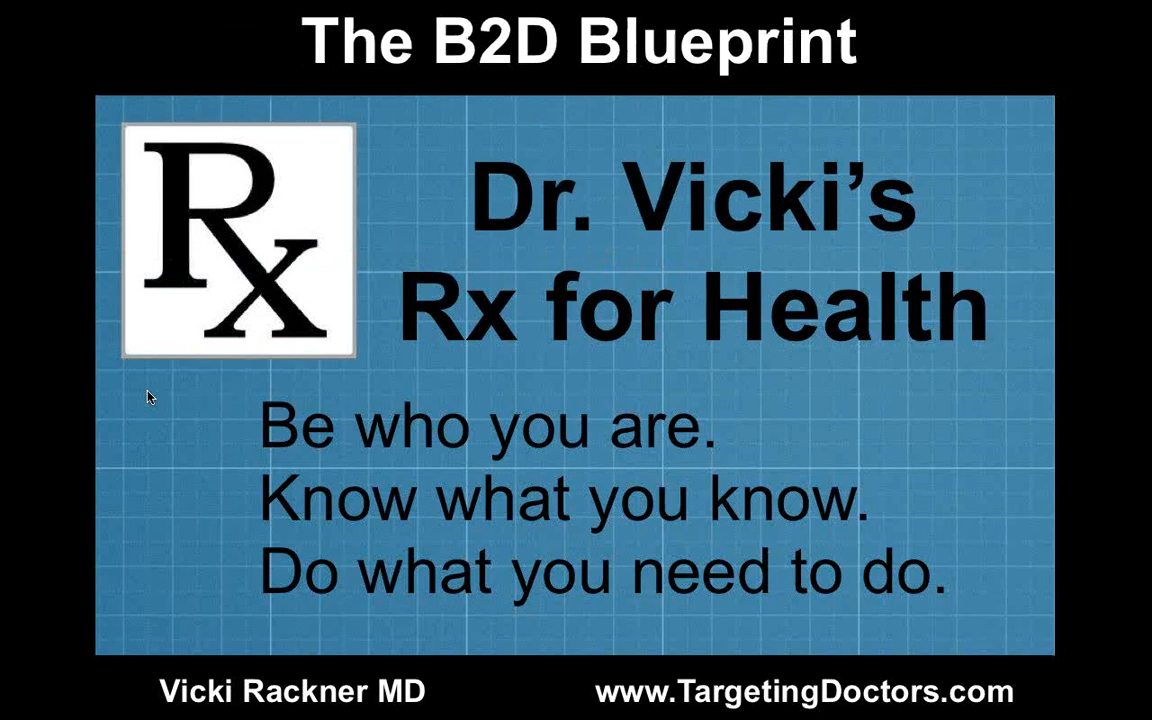 The B2D Blueprint
Rx
Dr. Vicki’s
Rx for Health
Be who you are.
Know what you know.
Do what you need to do.
Vicki Rackner MD
www.TargetingDoctors.com